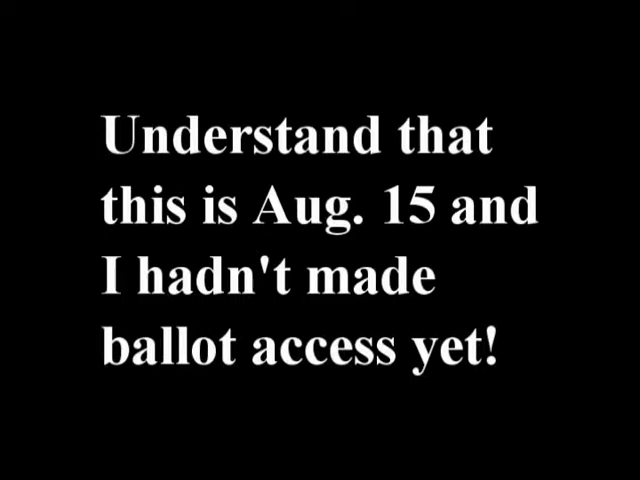 Understand that
this is Aug. 15 and
I hadn't made
ballot access yet!